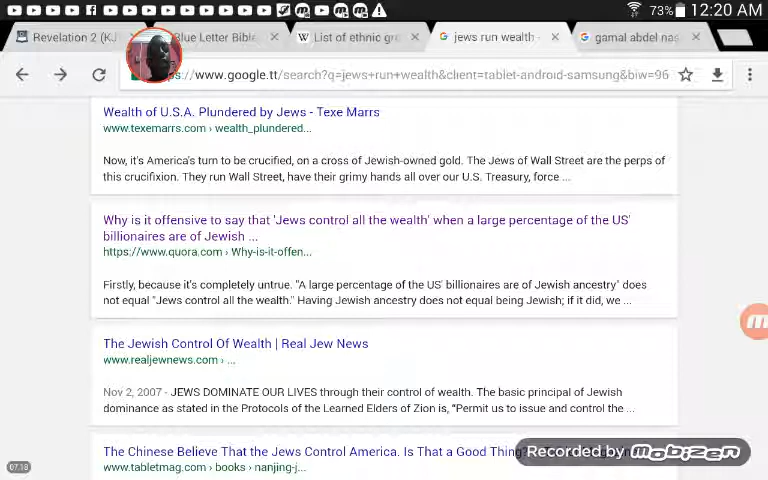 73% 12:20 AM
Revelation 2 (KJ
Blue Letter Bible
List of ethnic gro
jews run wealth -
gamal abdel nas
https://www.google.tt/search?q=jews+run+wealth&client=tablet-android-samsung&biw=96
Wealth of U.S.A. Plundered by Jews - Texe Marrs
www.texemarrs.com › wealth_plundered...
Now, it's America's turn to be crucified, on a cross of Jewish-owned gold. The Jews of Wall Street are the perps of
this crucifixion. They run Wall Street, have their grimy hands all over our U.S. Treasury, force ...
Why is it offensive to say that 'Jews control all the wealth' when a large percentage of the US'
billionaires are of Jewish ...
https://www.quora.com › Why-is-it-offen...
Firstly, because it's completely untrue. "A large percentage of the US' billionaires are of Jewish ancestry" does
not equal "Jews control all the wealth." Having Jewish ancestry does not equal being Jewish; if it did, we ...
The Jewish Control Of Wealth | Real Jew News
www.realjewnews.com › ...
Nov 2, 2007 - JEWS DOMINATE OUR LIVES through their control of wealth. The basic principal of Jewish
dominance as stated in the Protocols of the Learned Elders of Zion is, "Permit us to issue and control the ...
The Chinese Believe That the Jews Control America. Is That a Good Thing?
www.tabletmag.com › books › nanjing-j...
Recorded by Mobizen
07:18